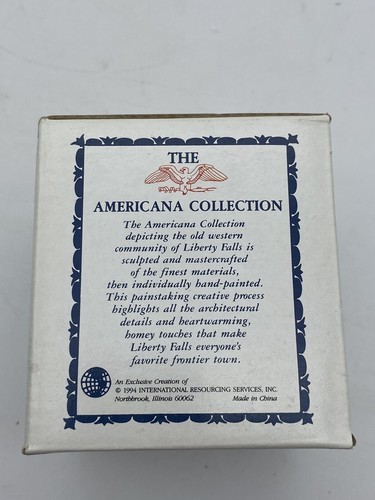 THE
AMERICANA COLLECTION
The Americana Collection
depicting the old western
community of Liberty Falls is
sculpted and mastercrafted
of the finest materials,
then individually hand-painted.
This painstaking creative process
highlights all the architectural
details and heartwarming,
homey touches that make
Liberty Falls everyone's
favorite frontier town.
An Exclusive Creation of
© 1994 INTERNATIONAL RESOURCING SERVICES, INC.
Northbrook, Illinois 60062 Made in China